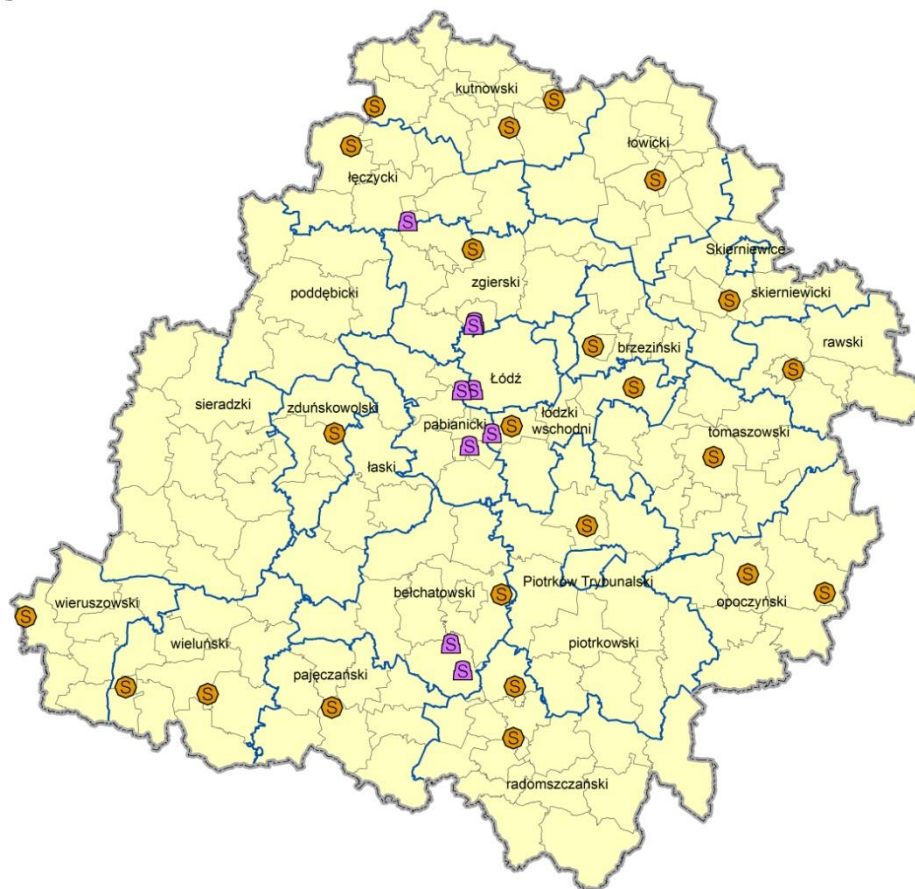 kutnowski
S
S
S
S
łowicki
łęczycki
S
S
Skierniewice
S
zgierski
skierniewicki
poddębicki
S
S
brzeziński
rawski
S
S
Łódź
S
sieradzki
zduńskowolski
S
S
łódzki
wschodni
pabianicki
S
S
S
tomaszowski
S
S
łaski
S
S
Piotrków Trybunalski
S
bełchatowski
S
S
opoczyński
wieruszowski
S
wieluński
S
piotrkowski
pajęczański
S
S
S
S
S
S
radomszczański